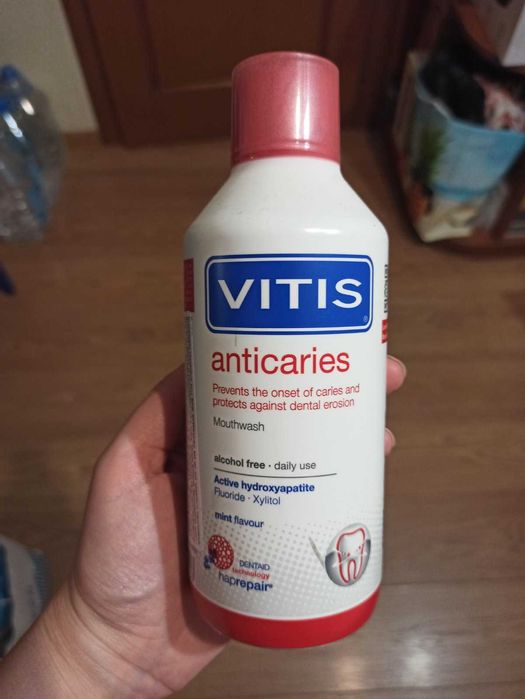 VITIS
anticaries
Prevents the onset of caries and
protects against dental erosion
Mouthwash
alcohol free · daily use
Active hydroxyapatite
Fluoride · Xylitol
mint flavour
DENTAID
technology
haprepair®